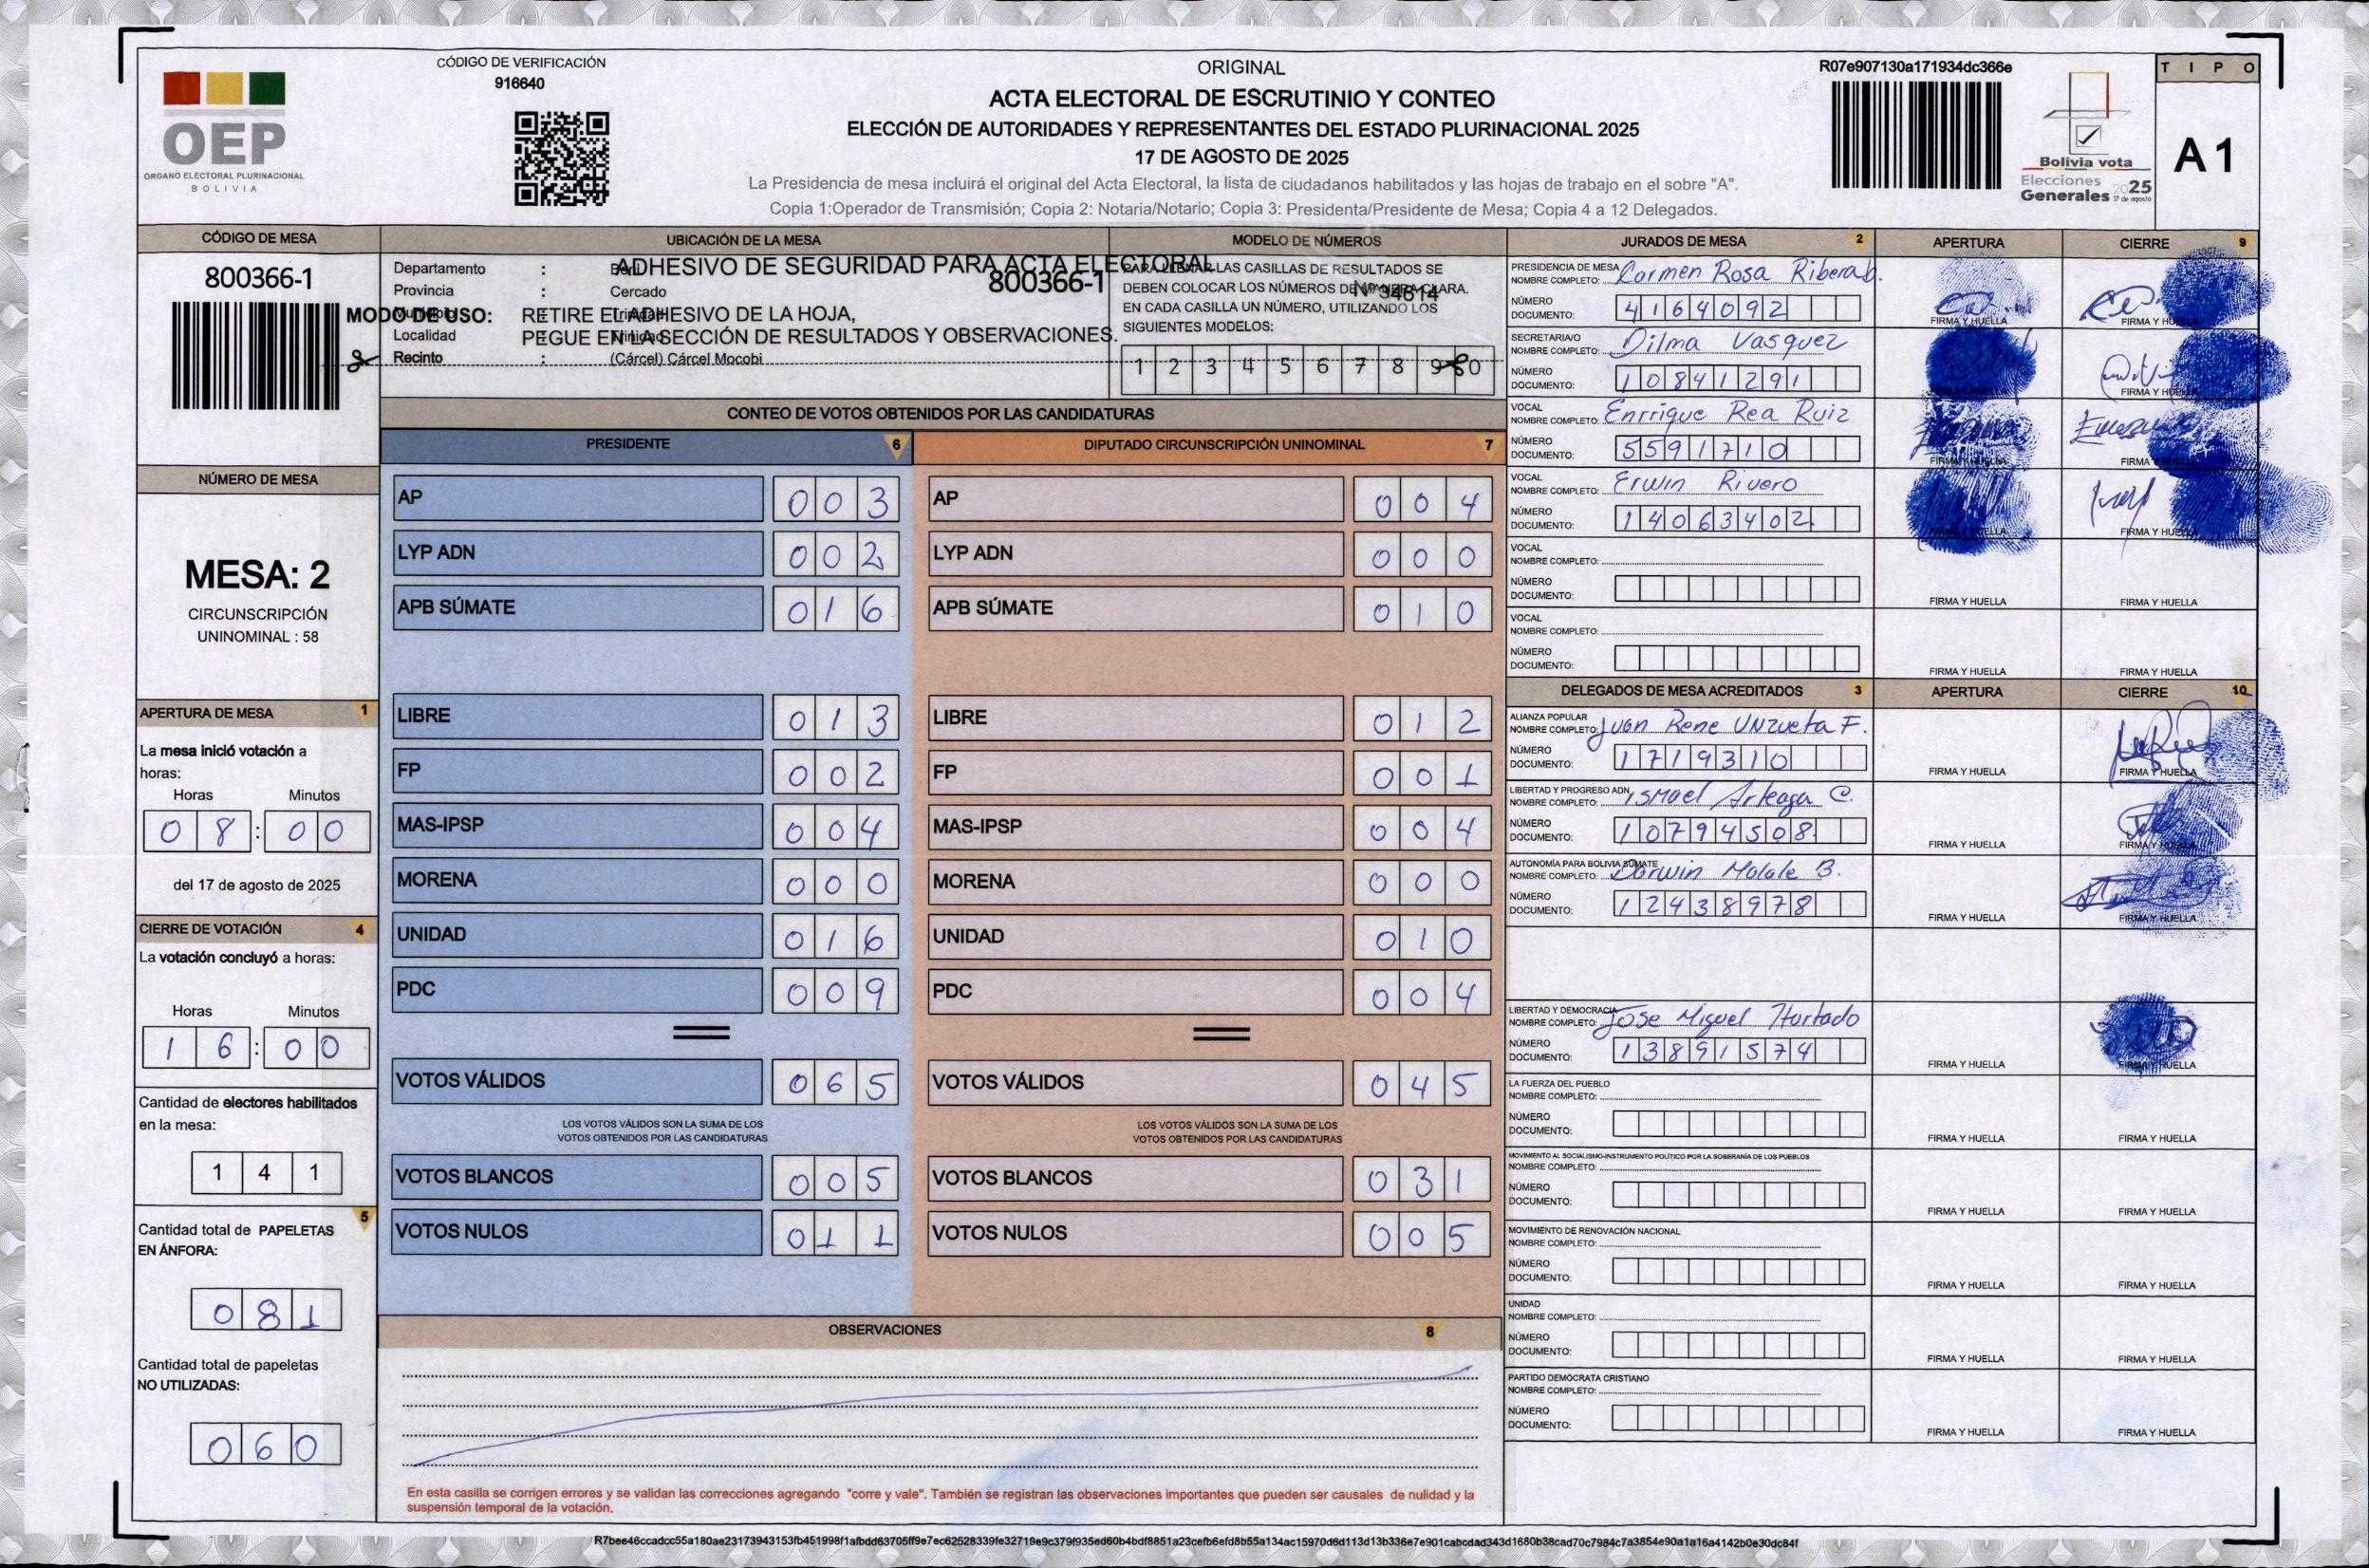 CÓDIGO DE VERIFICACIÓN
916640
OEP
ÓRGANO ELECTORAL PLURINACIONAL
BOLIVIA
ORIGINAL
ACTA ELECTORAL DE ESCRUTINIO Y CONTEO
ELECCIÓN DE AUTORIDADES Y REPRESENTANTES DEL ESTADO PLURINACIONAL 2025
17 DE AGOSTO DE 2025
La Presidencia de mesa incluirá el original del Acta Electoral, la lista de ciudadanos habilitados y las hojas de trabajo en el sobre "A".
Copia 1:Operador de Transmisión; Copia 2: Notaria/Notario; Copia 3: Presidenta/Presidente de Mesa; Copia 4 a 12 Delegados.
R07e907130a171934dc366e
Bolivia vota
Elecciones
Generales 2025
17 de agosto
TIPO
A1
CÓDIGO DE MESA
800366-1
NÚMERO DE MESA
MESA: 2
CIRCUNSCRIPCIÓN
UNINOMINAL : 58
APERTURA DE MESA 1
La mesa inició votación a
horas:
Horas Minutos
08:00
del 17 de agosto de 2025
CIERRE DE VOTACIÓN 4
La votación concluyó a horas:
Horas Minutos
16:00
Cantidad de electores habilitados
en la mesa:
141
5
Cantidad total de PAPELETAS
EN ÁNFORA:
081
Cantidad total de papeletas
NO UTILIZADAS:
060
UBICACIÓN DE LA MESA
Departamento : Beni
Provincia : Cercado
Municipio : Trinidad
Localidad : Trinidad
Recinto : (Cárcel) Cárcel Mocobi
800366-1
ADHESIVO DE SEGURIDAD PARA ACTA ELECTORAL
N° 34614
MODO DE USO: RETIRE EL ADHESIVO DE LA HOJA,
PEGUE EN LA SECCIÓN DE RESULTADOS Y OBSERVACIONES.
MODELO DE NÚMEROS
PARA LLENAR LAS CASILLAS DE RESULTADOS SE
DEBEN COLOCAR LOS NÚMEROS DE MANERA CLARA.
EN CADA CASILLA UN NÚMERO, UTILIZANDO LOS
SIGUIENTES MODELOS:
1 2 3 4 5 6 7 8 9 0
CONTEO DE VOTOS OBTENIDOS POR LAS CANDIDATURAS
PRESIDENTE 6
AP 003
LYP ADN 002
APB SÚMATE 016
LIBRE 013
FP 002
MAS-IPSP 004
MORENA 000
UNIDAD 016
PDC 009
VOTOS VÁLIDOS 065
LOS VOTOS VÁLIDOS SON LA SUMA DE LOS
VOTOS OBTENIDOS POR LAS CANDIDATURAS
VOTOS BLANCOS 005
VOTOS NULOS 011
DIPUTADO CIRCUNSCRIPCIÓN UNINOMINAL 7
AP 004
LYP ADN 000
APB SÚMATE 010
LIBRE 012
FP 001
MAS-IPSP 004
MORENA 000
UNIDAD 010
PDC 004
VOTOS VÁLIDOS 045
LOS VOTOS VÁLIDOS SON LA SUMA DE LOS
VOTOS OBTENIDOS POR LAS CANDIDATURAS
VOTOS BLANCOS 031
VOTOS NULOS 005
OBSERVACIONES 8
En esta casilla se corrigen errores y se validan las correcciones agregando "corre y vale". También se registran las observaciones importantes que pueden ser causales de nulidad y la
suspensión temporal de la votación.
JURADOS DE MESA 2 APERTURA CIERRE 9
PRESIDENCIA DE MESA
NOMBRE COMPLETO: Carmen Rosa Ribera
NÚMERO
DOCUMENTO: 4164092
FIRMA Y HUELLA FIRMA Y HUELLA
SECRETARIA/O
NOMBRE COMPLETO: Dilma Vasquez
NÚMERO
DOCUMENTO: 10841291
FIRMA Y HUELLA
VOCAL
NOMBRE COMPLETO: Enrrique Rea Ruiz
NÚMERO
DOCUMENTO: 5591710
FIRMA Y HUELLA FIRMA
VOCAL
NOMBRE COMPLETO: Erwin Rivero
NÚMERO
DOCUMENTO: 14063402
FIRMA Y HUELLA FIRMA Y HUELLA
VOCAL
NOMBRE COMPLETO:
NÚMERO
DOCUMENTO:
FIRMA Y HUELLA FIRMA Y HUELLA
VOCAL
NOMBRE COMPLETO:
NÚMERO
DOCUMENTO:
FIRMA Y HUELLA FIRMA Y HUELLA
DELEGADOS DE MESA ACREDITADOS 3 APERTURA CIERRE 10
ALIANZA POPULAR
NOMBRE COMPLETO: Juan Rene Unzueta F.
NÚMERO
DOCUMENTO: 1719310
FIRMA Y HUELLA FIRMA Y HUELLA
LIBERTAD Y PROGRESO ADN
NOMBRE COMPLETO: Ismael Arteaga C.
NÚMERO
DOCUMENTO: 10794508
FIRMA Y HUELLA FIRMA Y HUELLA
AUTONOMÍA PARA BOLIVIA SÚMATE
NOMBRE COMPLETO: Darwin Molale B.
NÚMERO
DOCUMENTO: 12438978
FIRMA Y HUELLA FIRMA Y HUELLA
LIBERTAD Y DEMOCRACIA
NOMBRE COMPLETO: Jose Miguel Hurtado
NÚMERO
DOCUMENTO: 13891574
FIRMA Y HUELLA FIRMA Y HUELLA
LA FUERZA DEL PUEBLO
NOMBRE COMPLETO:
NÚMERO
DOCUMENTO:
FIRMA Y HUELLA FIRMA Y HUELLA
MOVIMIENTO AL SOCIALISMO-INSTRUMENTO POLÍTICO POR LA SOBERANÍA DE LOS PUEBLOS
NOMBRE COMPLETO:
NÚMERO
DOCUMENTO:
FIRMA Y HUELLA FIRMA Y HUELLA
MOVIMIENTO DE RENOVACIÓN NACIONAL
NOMBRE COMPLETO:
NÚMERO
DOCUMENTO:
FIRMA Y HUELLA FIRMA Y HUELLA
UNIDAD
NOMBRE COMPLETO:
NÚMERO
DOCUMENTO:
FIRMA Y HUELLA FIRMA Y HUELLA
PARTIDO DEMÓCRATA CRISTIANO
NOMBRE COMPLETO:
NÚMERO
DOCUMENTO:
FIRMA Y HUELLA FIRMA Y HUELLA